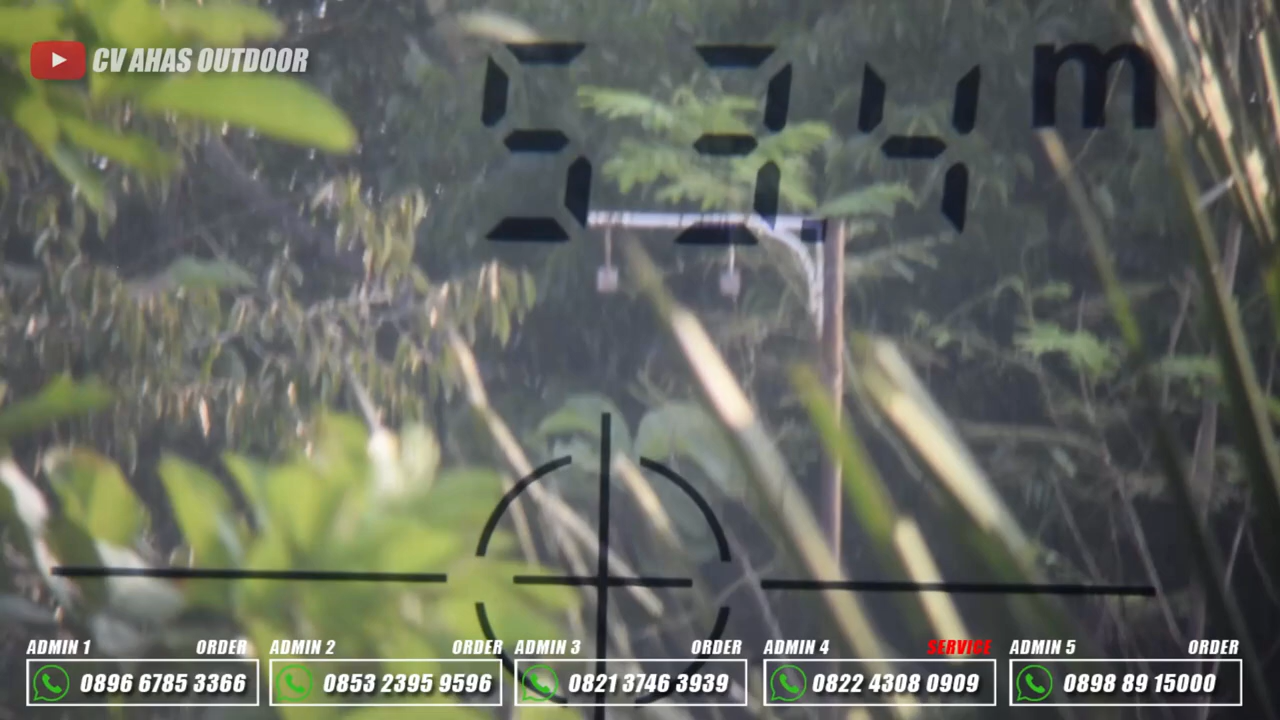 CV AHAS OUTDOOR
534 m
ADMIN 1 ORDER
0896 6785 3366
ADMIN 2 ORDER
0853 2395 9596
ADMIN 3 ORDER
0821 3746 3939
ADMIN 4 SERVICE
0822 4308 0909
ADMIN 5 ORDER
0898 89 15000